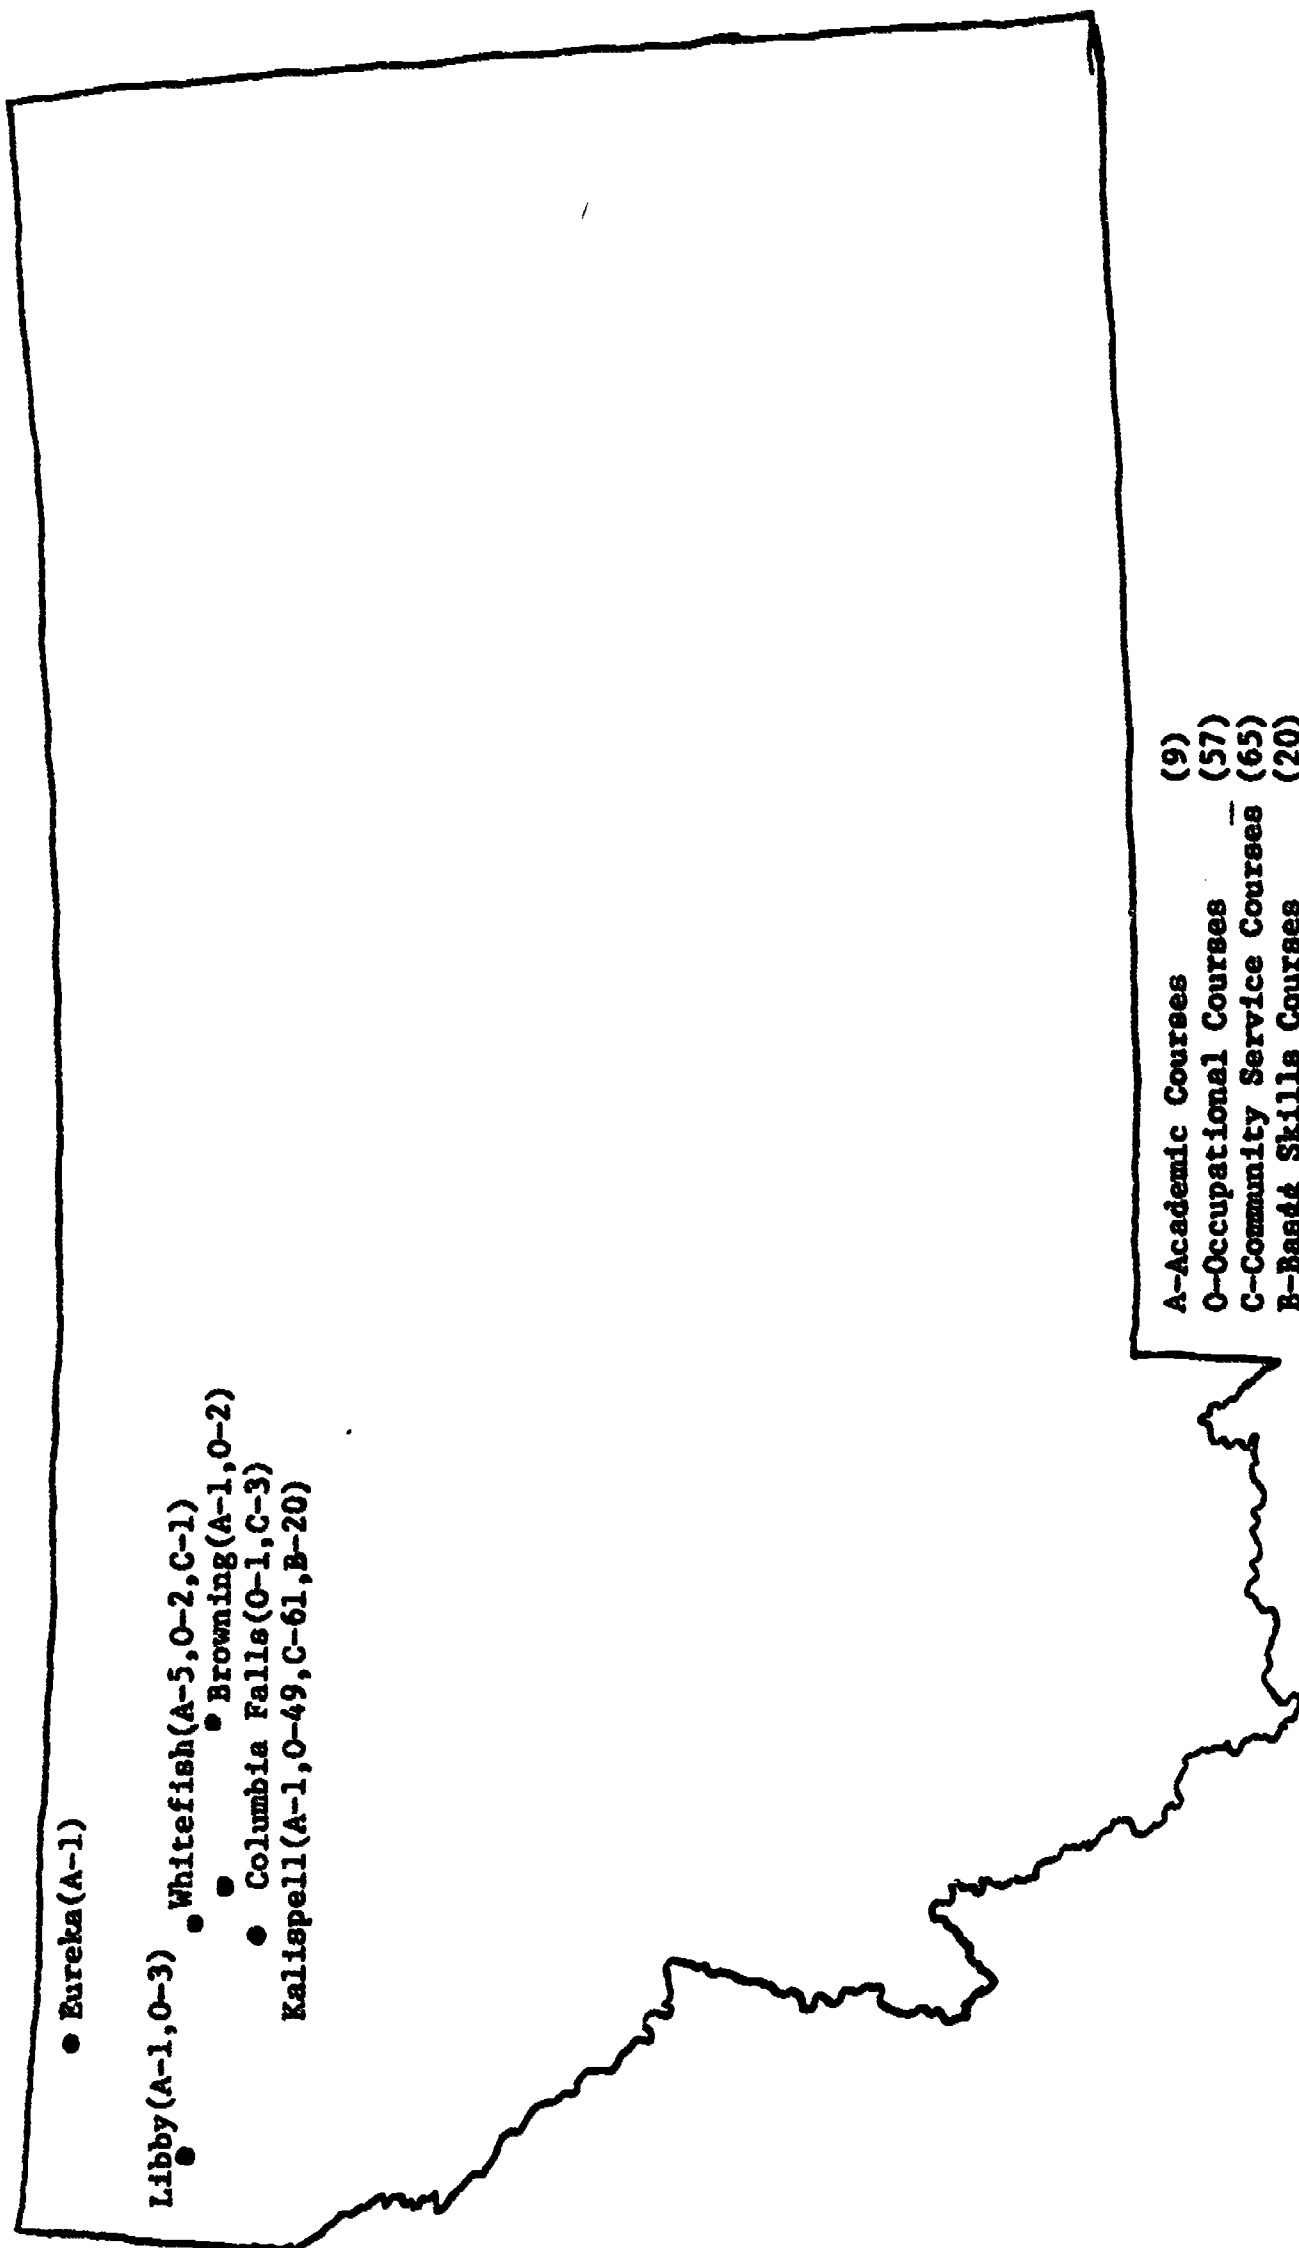 Eureka(A-1)
Libby(A-1,O-3)
Whitefish(A-5,O-2,C-1)
Browning(A-1,O-2)
Columbia Falls(O-1,C-3)
Kalispell(A-1,O-49,C-61,B-20)
A-Academic Courses (9)
O-Occupational Courses (57)
C-Community Service Courses (65)
Skills Courses (20)